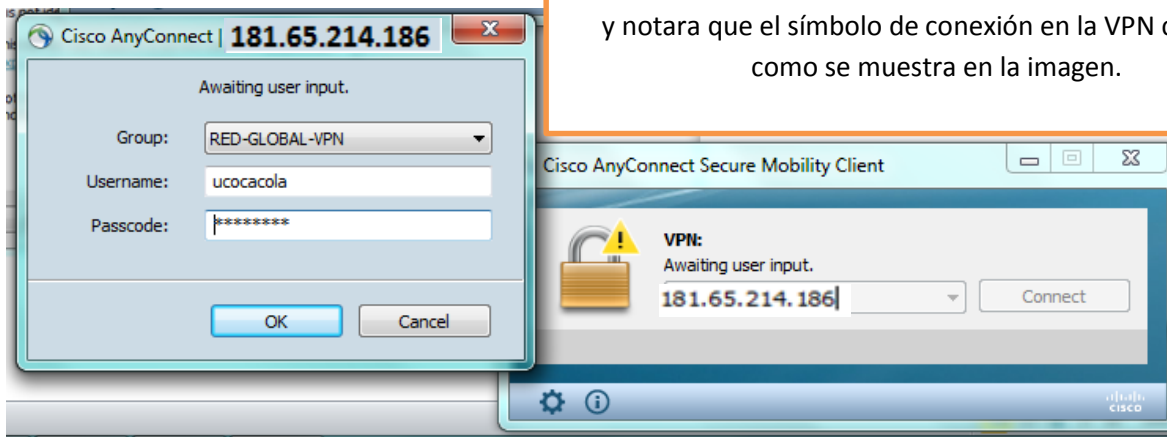 y notara que el símbolo de conexión en la VPN
como se muestra en la imagen.
Cisco AnyConnect | 181.65.214.186
Awaiting user input.
Group: RED-GLOBAL-VPN
Username: ucocacola
Passcode: ********
OK Cancel
Cisco AnyConnect Secure Mobility Client
VPN:
Awaiting user input.
181.65.214.186
Connect
CISCO